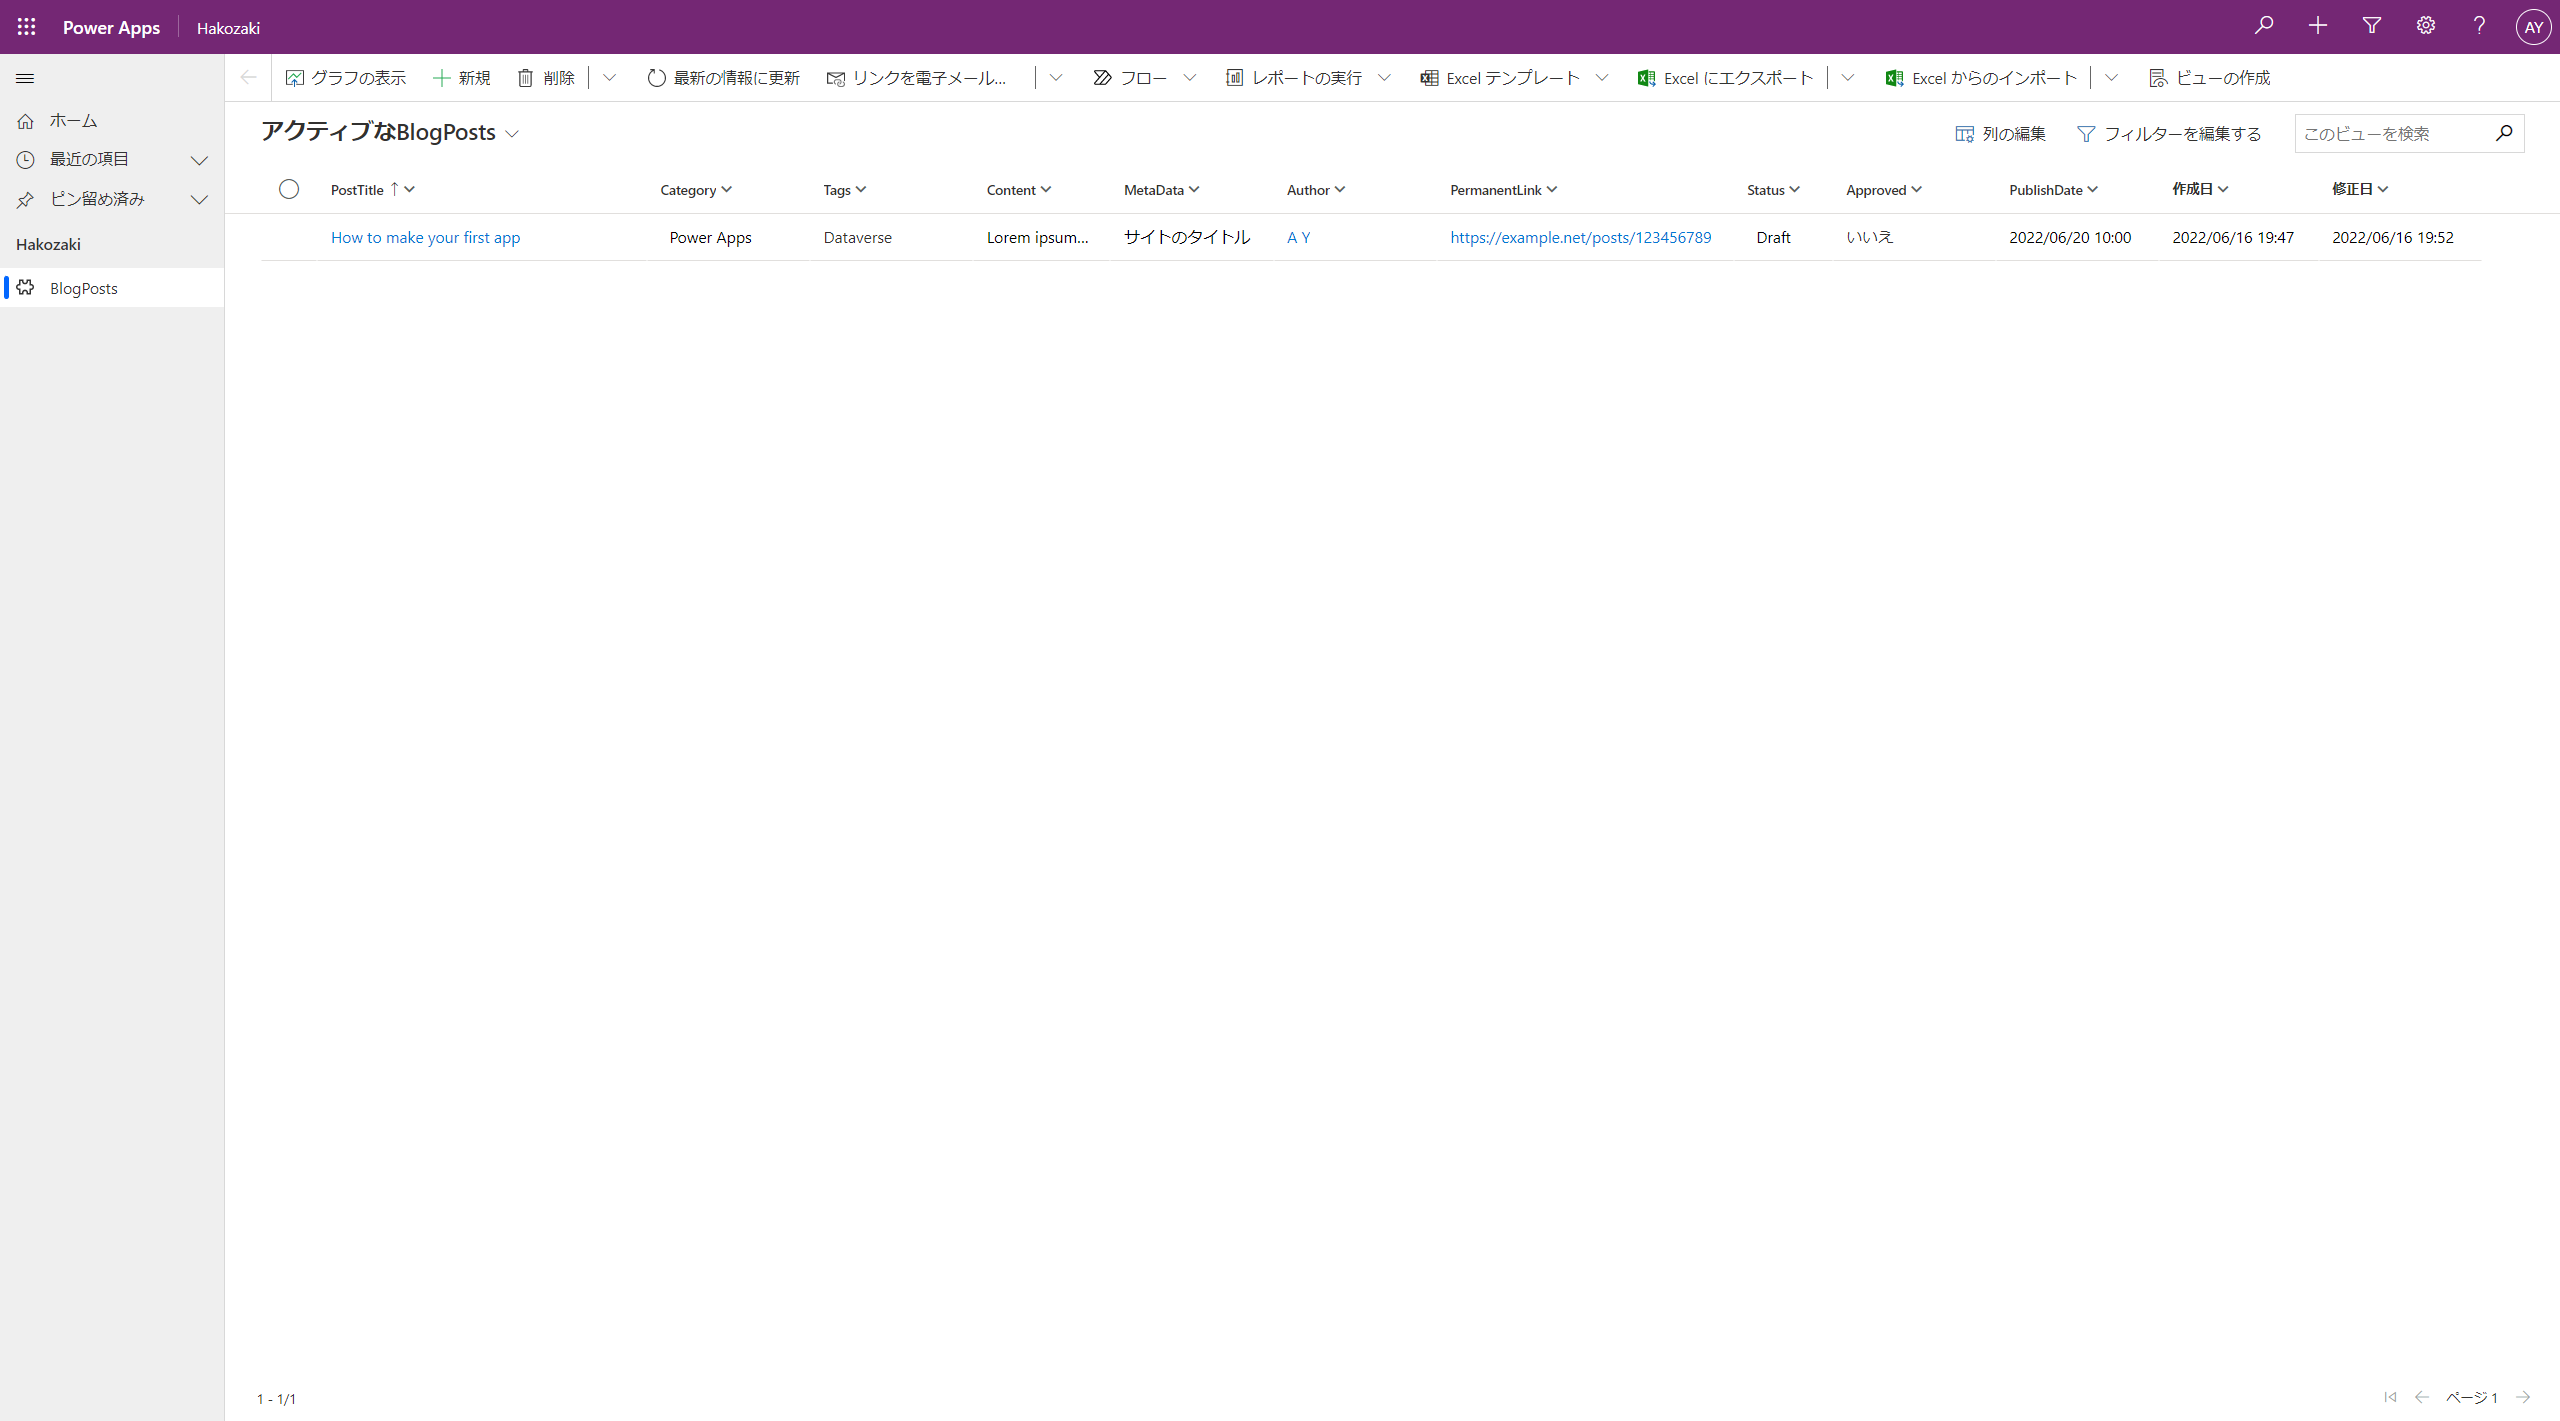 Power Apps Hakozaki AY
グラフの表示 新規 削除 最新の情報に更新 リンクを電子メール... フロー レポートの実行 Excel テンプレート Excel にエクスポート Excel からのインポート ビューの作成
ホーム
最近の項目
ピン留め済み
Hakozaki
BlogPosts
アクティブなBlogPosts 列の編集 フィルターを編集する このビューを検索
PostTitle ↑ Category Tags Content MetaData Author PermanentLink Status Approved PublishDate 作成日 修正日
How to make your first app Power Apps Dataverse Lorem ipsum... サイトのタイトル A Y https://example.net/posts/123456789 Draft いいえ 2022/06/20 10:00 2022/06/16 19:47 2022/06/16 19:52
1 - 1/1 ページ 1